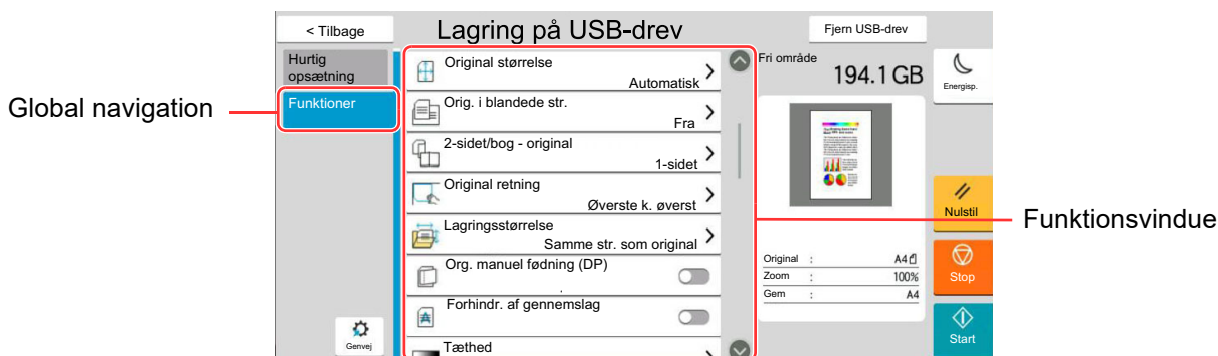 < Tilbage
Lagring på USB-drev
Fjern USB-drev
Hurtig
opsætning
Funktioner
Genvej
Global navigation
Original størrelse
Automatisk
Orig. i blandede str.
Fra
2-sidet/bog - original
1-sidet
Original retning
Øverste k. øverst
Lagringsstørrelse
Samme str. som original
Org. manuel fødning (DP)
.
Forhindr. af gennemslag
Tæthed
Fri område
194.1 GB
Original : A4
Zoom : 100%
Gem : A4
Energisp.
Nulstil
Stop
Start
Funktionsvindue